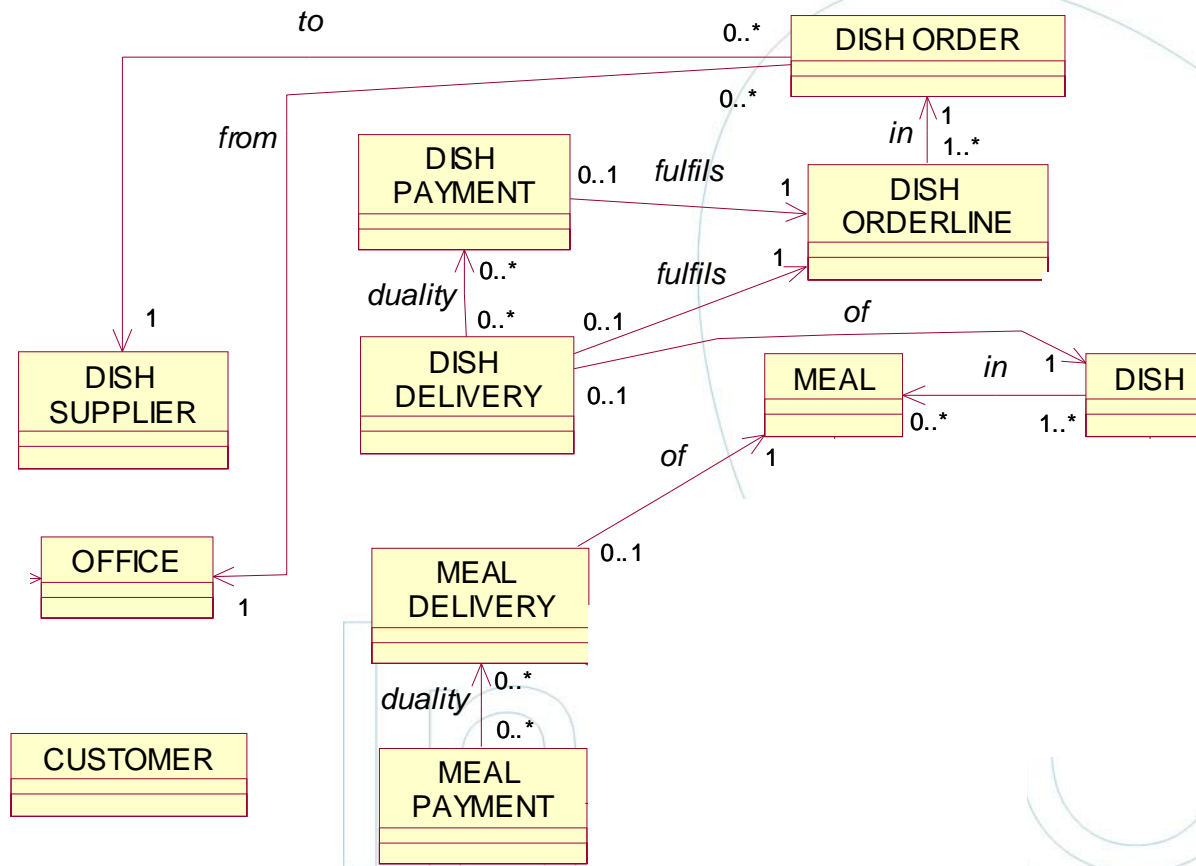 to
0..*
DISH ORDER
0..*
from
1
in
1..*
DISH
PAYMENT
0..1
fulfils
1
DISH
ORDERLINE
0..*
duality
0..*
fulfils
1
0..1
of
1
DISH
SUPPLIER
DISH
DELIVERY
0..1
MEAL
in
1
DISH
0..*
1..*
of
1
OFFICE
1
0..1
MEAL
DELIVERY
0..*
duality
0..*
CUSTOMER
MEAL
PAYMENT